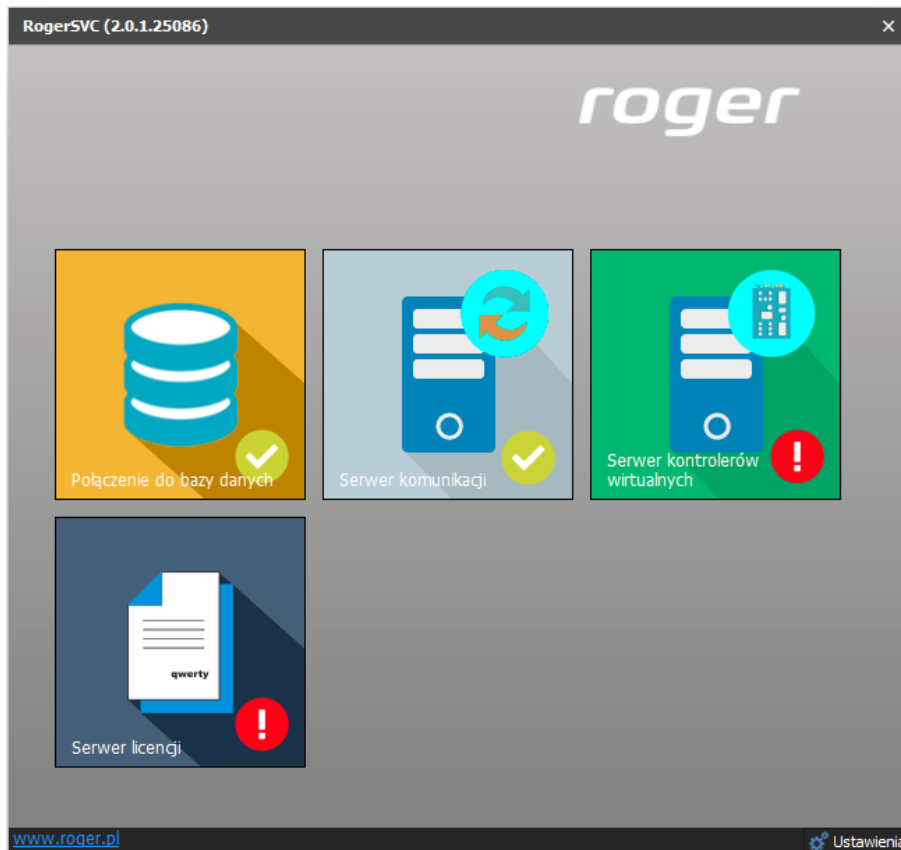 RogerSVC (2.0.1.25086)
roger
Połączenie do bazy danych
Serwer komunikacji
Serwer kontrolerów
wirtualnych
qwerty
Serwer licencji
www.roger.pl
Ustawienia